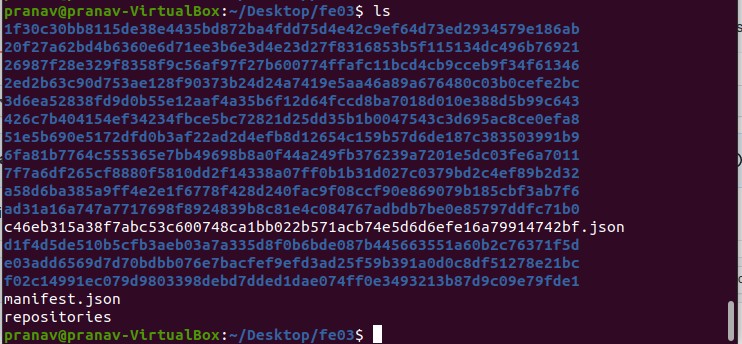 pranav@pranav-VirtualBox:~/Desktop/fe03$ ls
1f30c30bb8115de38e4435bd872ba4fdd75d4e42c9ef64d73ed2934579e186ab
20f27a62bd4b6360e6d71ee3b6e3d4e23d27f8316853b5f115134dc496b76921
26987f28e329f8358f9c56af97f27b600774ffaffc11bcd4cb9cceb9f34f61346
2ed2b63c90d753ae128f90373b24d24a7419e5aa46a89a676480c03b0cefe2bc
3d6ea52838fd9d0b55e12aaf4a35b6f12d64fccd8ba7018d010e388d5b99c643
426c7b404154ef34234fbce5bc72821d25dd35b1b0047543c3d695ac8ce0efa8
51e5b690e5172dfd0b3af22ad2d4efb8d12654c159b57d6de187c383503991b9
6fa81b7764c555365e7bb49698b8a0f44a249fb376239a7201e5dc03fe6a7011
7f7a6df265cf8880f5810dd2f14338a07ff0b1b31d027c0379bd2c4ef89b2d32
a58d6ba385a9ff4e2e1f6778f428d240fac9f08ccf90e869079b185cbf3ab7f6
ad31a16a747a7717698f8924839b8c81e4c084767adbdb7be0e85797ddfc71b0
c46eb315a38f7abc53c600748ca1bb022b571acb74e5d6d6efe16a79914742bf.json
d1f4d5de510b5cfb3aeb03a7a335d8f0b6bde087b445663551a60b2c76371f5d
e03add6569d7d70bdbb076e7bacfef9efd3ad25f59b391a0d0c8df51278e21bc
f02c14991ec079d9803398debd7dded1dae074ff0e3493213b87d9c09e79fde1
manifest.json
repositories
pranav@pranav-VirtualBox:~/Desktop/fe03$